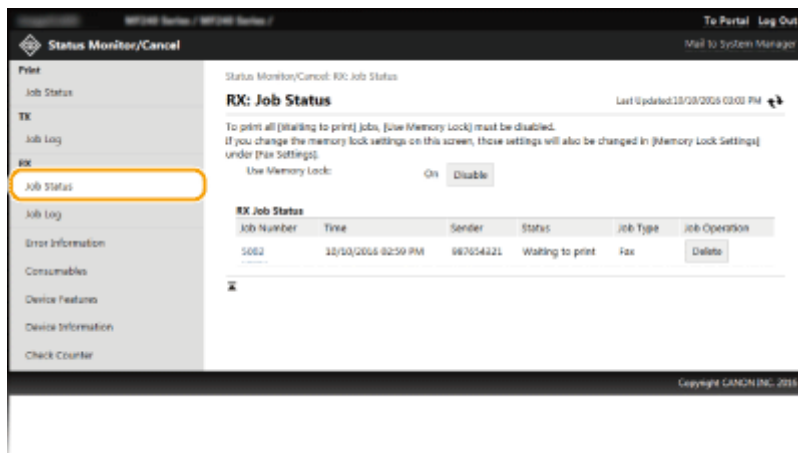 MF240 Series / MF240 Series /
To Portal Log Out
Status Monitor/Cancel
Mail to System Manager
Print
Job Status
TX
Job Log
RX
Job Status
Job Log
Error Information
Consumables
Device Features
Device Information
Check Counter
Status Monitor/Cancel: RX: Job Status
RX: Job Status
Last Updated:10/10/2016 03:03 PM
To print all [Waiting to print] jobs, [Use Memory Lock] must be disabled.
If you change the memory lock settings on this screen, those settings will also be changed in [Memory Lock Settings]
under [Fax Settings].
Use Memory Lock: On Disable
RX Job Status
Job Number Time Sender Status Job Type Job Operation
5002 10/10/2016 02:59 PM 987654321 Waiting to print Fax Delete
Copyright CANON INC. 2016